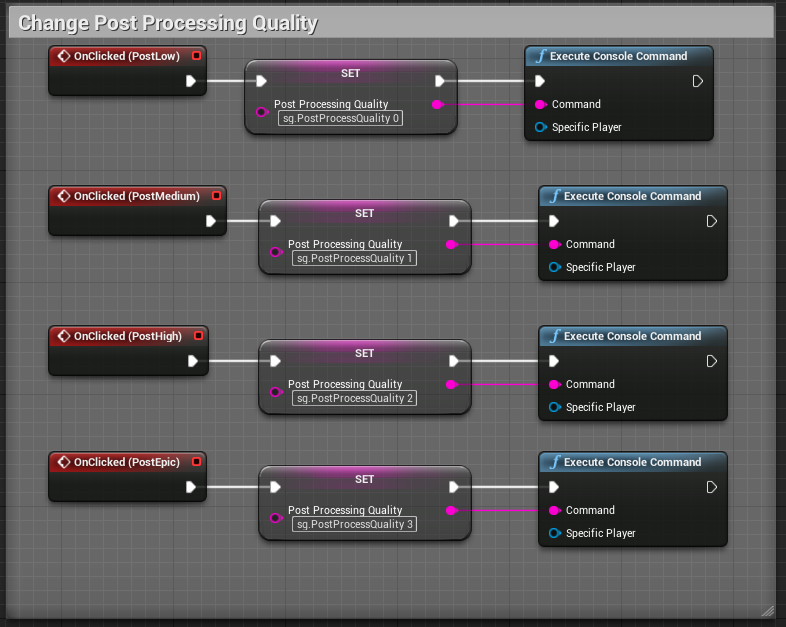 Change Post Processing Quality
OnClicked (PostLow)
SET
Execute Console Command
Post Processing Quality
Command
sg.PostProcessQuality 0
Specific Player
OnClicked (PostMedium)
SET
Execute Console Command
Post Processing Quality
Command
sg.PostProcessQuality 1
Specific Player
OnClicked (PostHigh)
SET
Execute Console Command
Post Processing Quality
Command
sg.PostProcessQuality 2
Specific Player
OnClicked (PostEpic)
SET
Execute Console Command
Post Processing Quality
Command
sg.PostProcessQuality 3
Specific Player